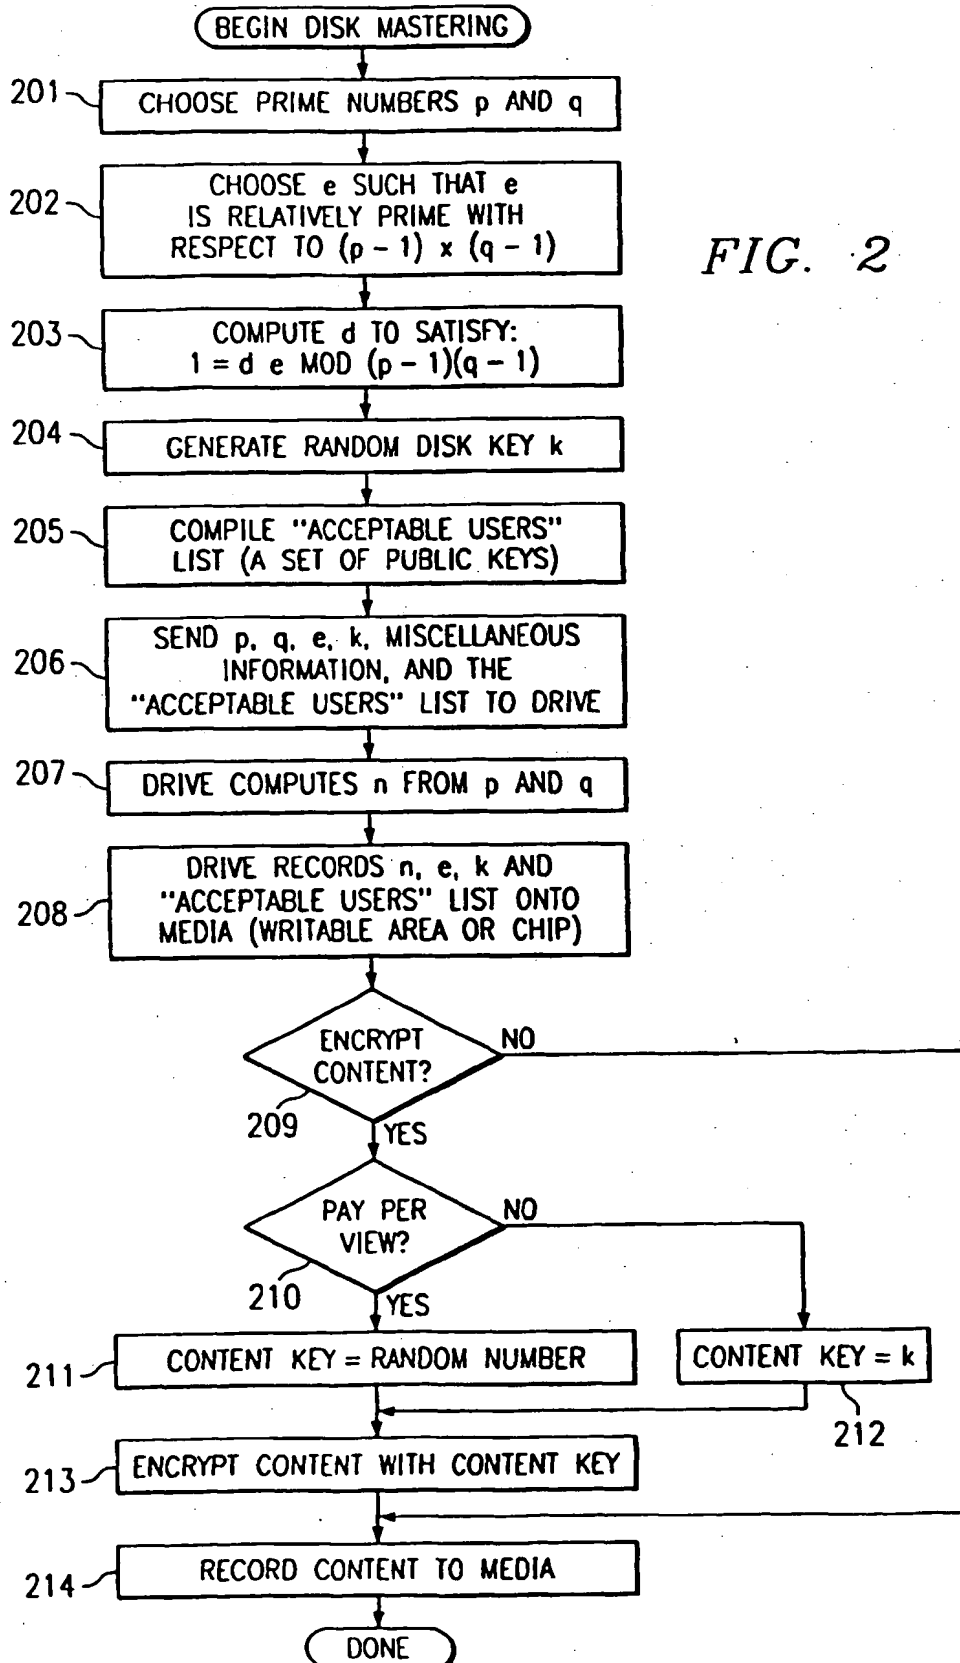 BEGIN DISK MASTERING
201
CHOOSE PRIME NUMBERS p AND q
202
CHOOSE e SUCH THAT e
IS RELATIVELY PRIME WITH
RESPECT TO (p - 1) x (q - 1)
FIG. 2
203
COMPUTE d TO SATISFY:
1 = d e MOD (p - 1)(q - 1)
204
GENERATE RANDOM DISK KEY k
205
COMPILE "ACCEPTABLE USERS"
LIST (A SET OF PUBLIC KEYS)
206
SEND p, q, e, k, MISCELLANEOUS
INFORMATION, AND THE
"ACCEPTABLE USERS" LIST TO DRIVE
207
DRIVE COMPUTES n FROM p AND q
208
DRIVE RECORDS n, e, k AND
"ACCEPTABLE USERS" LIST ONTO
MEDIA (WRITABLE AREA OR CHIP)
ENCRYPT
CONTENT?
NO
209
YES
PAY PER
VIEW?
NO
210
YES
211
CONTENT KEY = RANDOM NUMBER
CONTENT KEY = k
212
213
ENCRYPT CONTENT WITH CONTENT KEY
214
RECORD CONTENT TO MEDIA
DONE